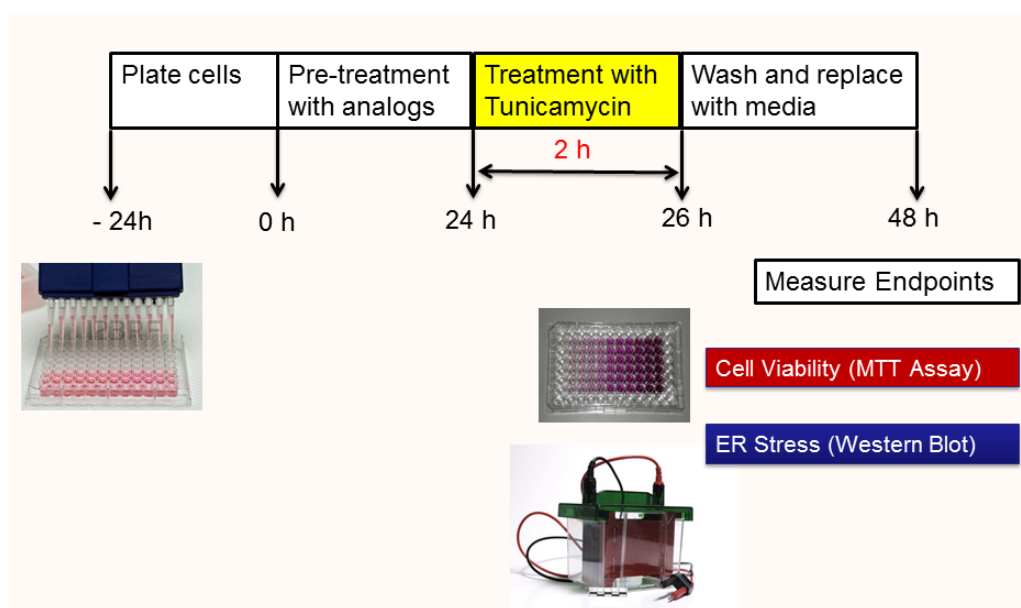 Plate cells
Pre-treatment
with analogs
Treatment with
Tunicamycin
Wash and replace
with media
2 h
- 24h
0 h
24 h
26 h
48 h
Measure Endpoints
Cell Viability (MTT Assay)
ER Stress (Western Blot)